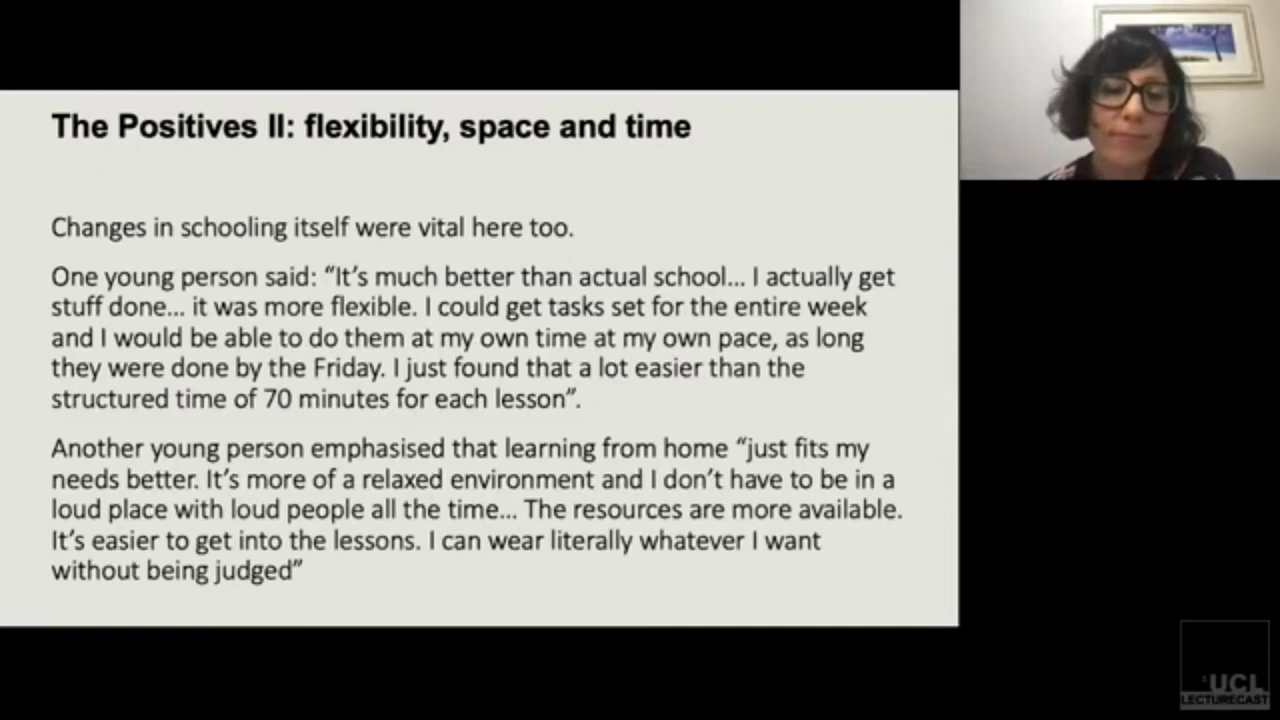 The Positives II: flexibility, space and time
Changes in schooling itself were vital here too.
One young person said: “It’s much better than actual school… I actually get
stuff done… it was more flexible. I could get tasks set for the entire week
and I would be able to do them at my own time at my own pace, as long
they were done by the Friday. I just found that a lot easier than the
structured time of 70 minutes for each lesson”.
Another young person emphasised that learning from home “just fits my
needs better. It’s more of a relaxed environment and I don’t have to be in a
loud place with loud people all the time… The resources are more available.
It’s easier to get into the lessons. I can wear literally whatever I want
without being judged”
UCL
LECTURECAST